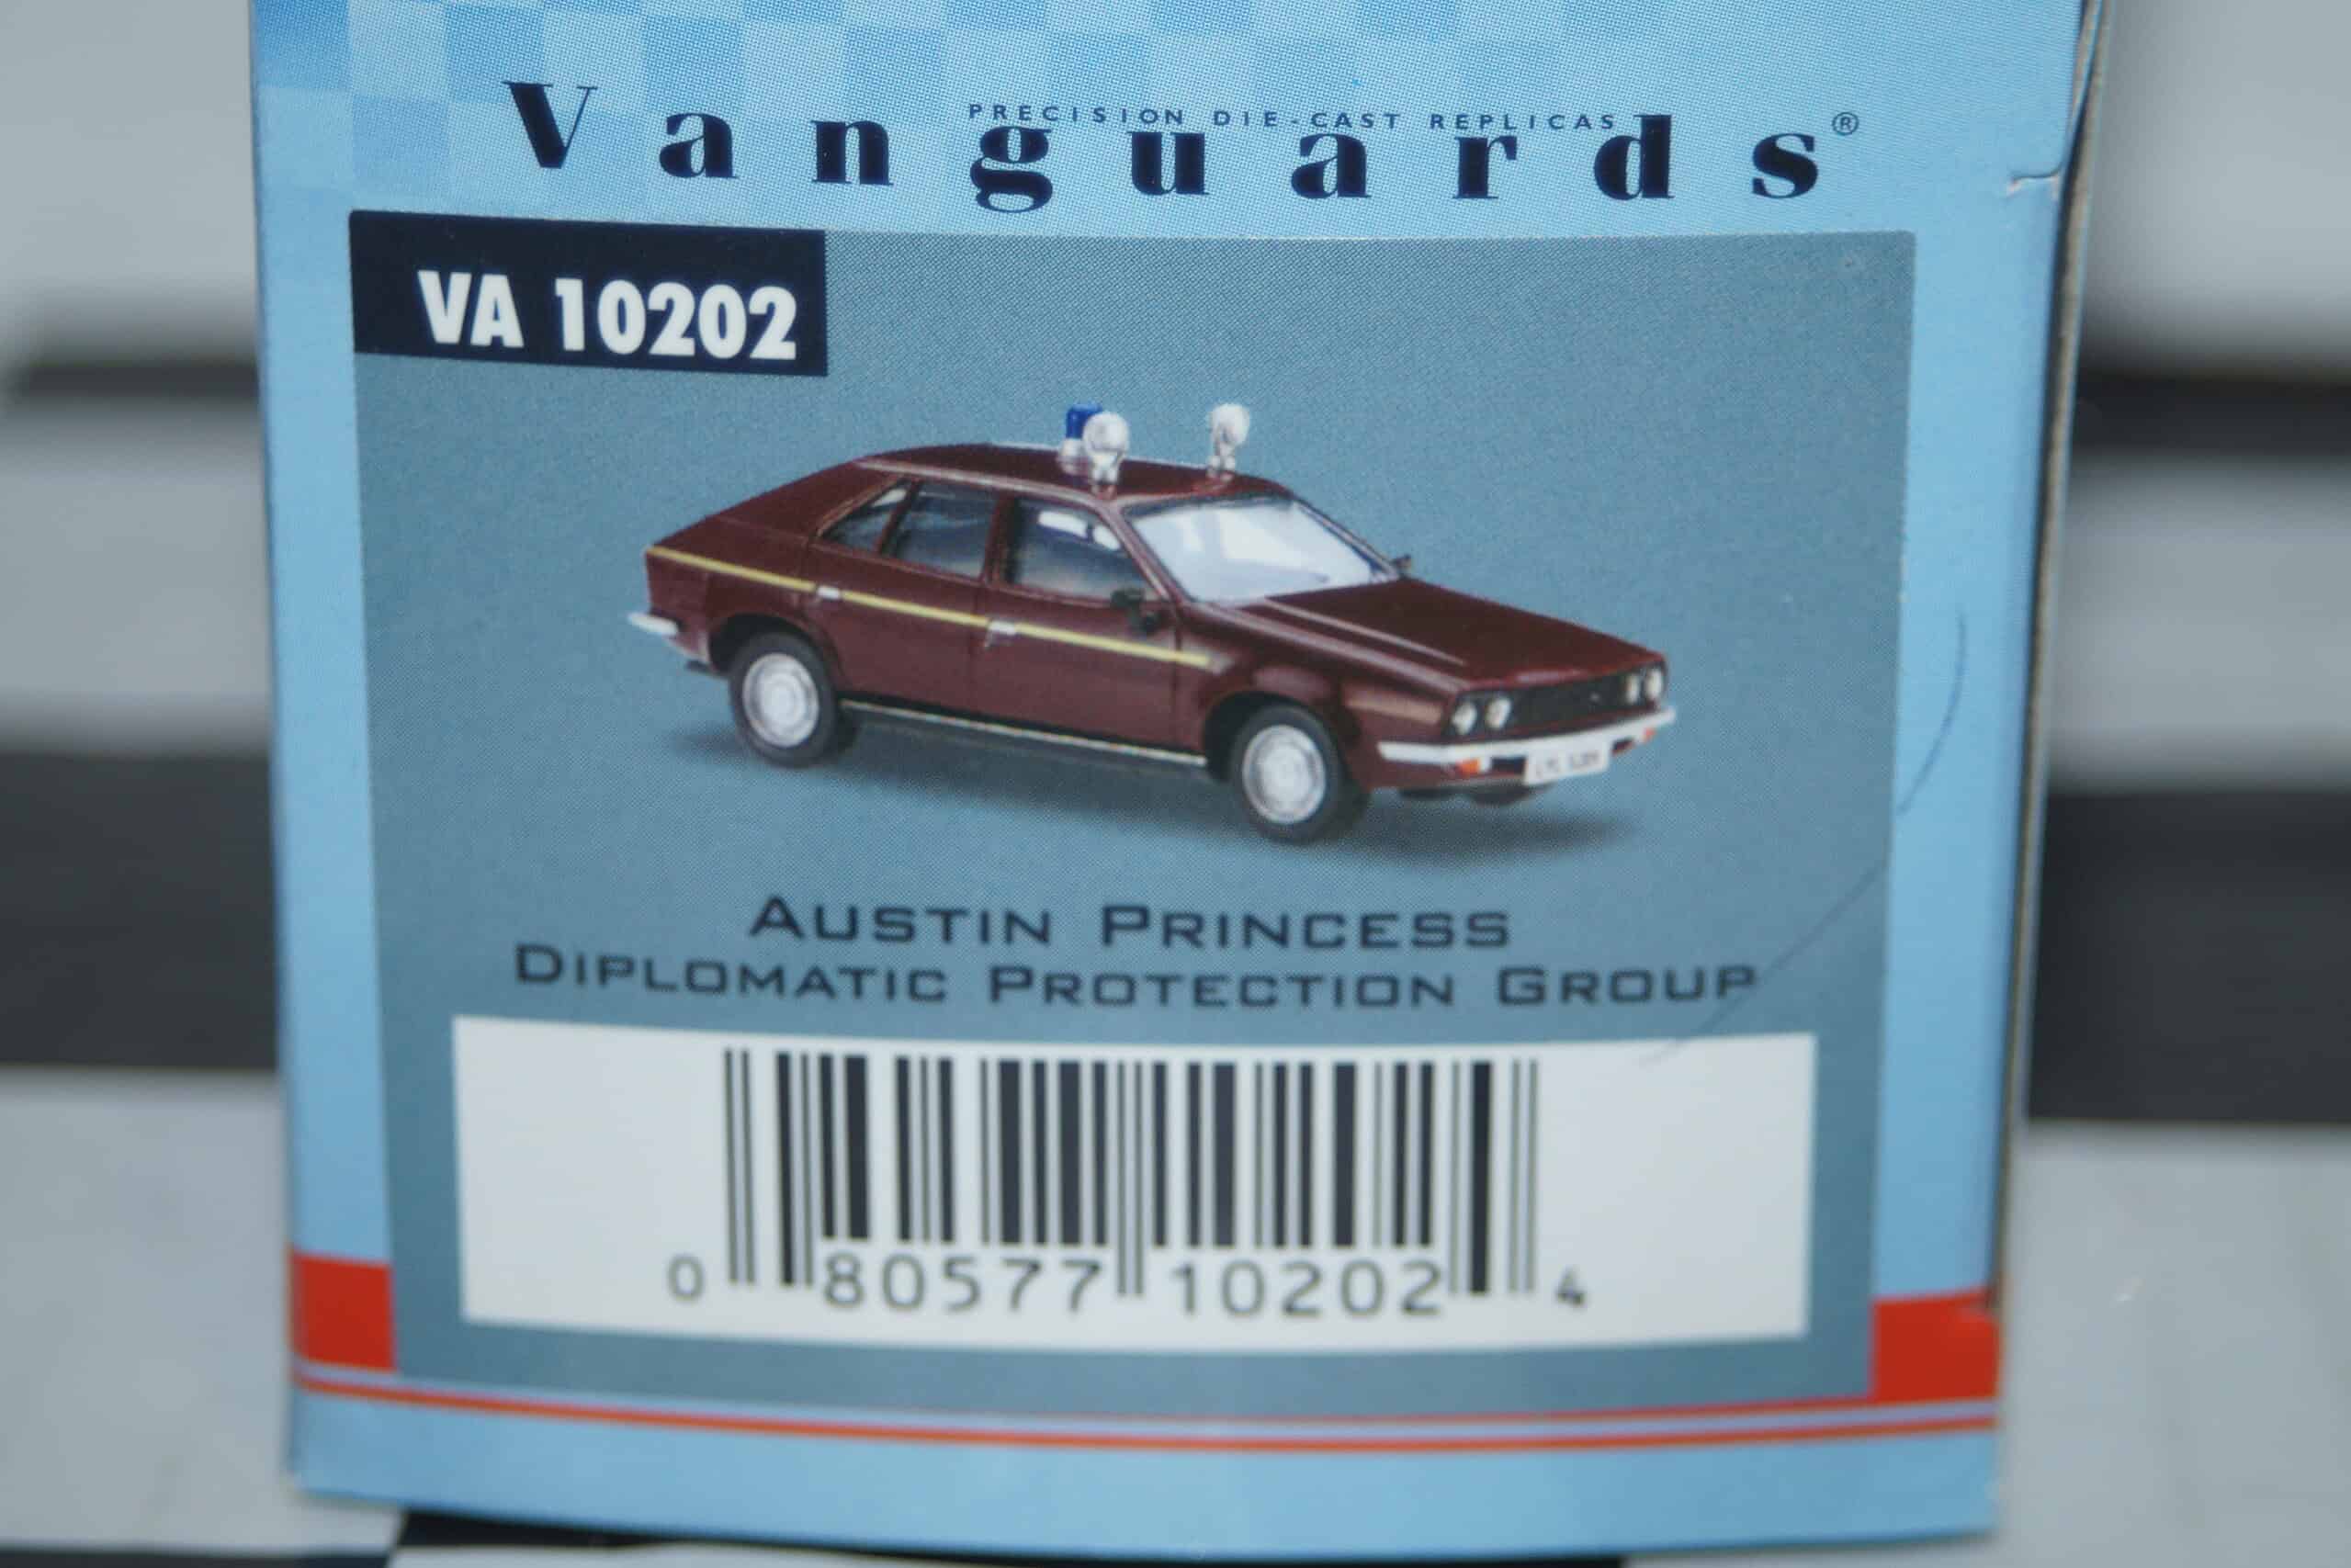 PRECISION DIE-CAST REPLICAS
Vanguards®
VA 10202
AUSTIN PRINCESS
DIPLOMATIC PROTECTION GROUP
0 80577 10202 4